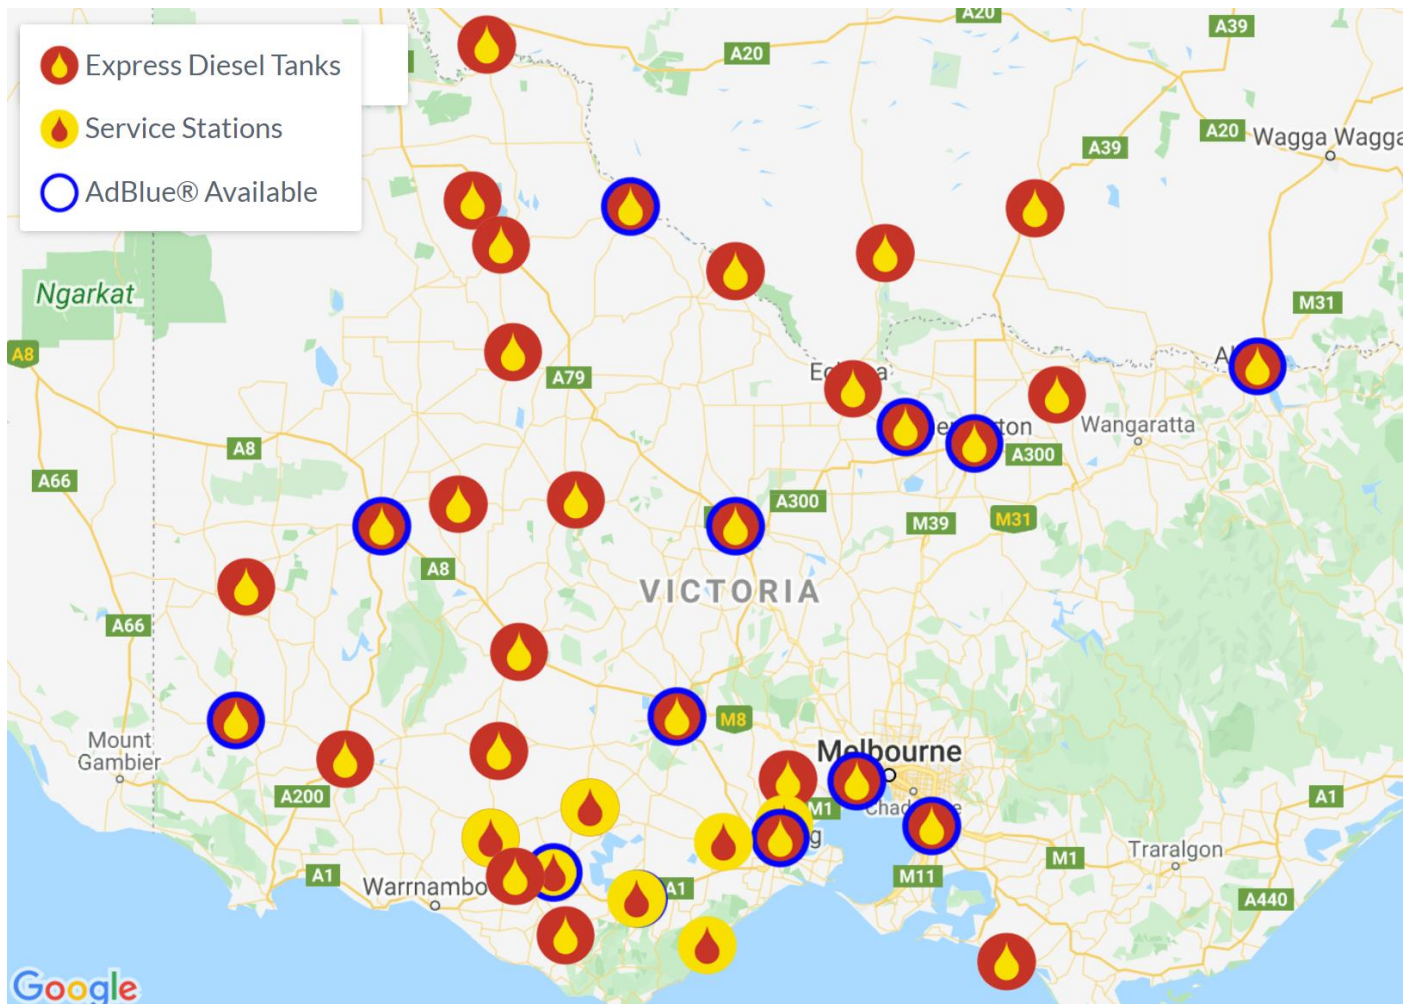 Express Diesel Tanks
Service Stations
AdBlue® Available
A20
A20
A39
A39
A20
Wagga Wagga
Ngarkat
M31
A8
A79
A8
A66
Wangaratta
A300
A300
M39
M31
A8
VICTORIA
A66
M8
Mount
Gambier
Melbourne
A200
M1
A1
Traralgon
M1
A1
M11
A1
A440
Google